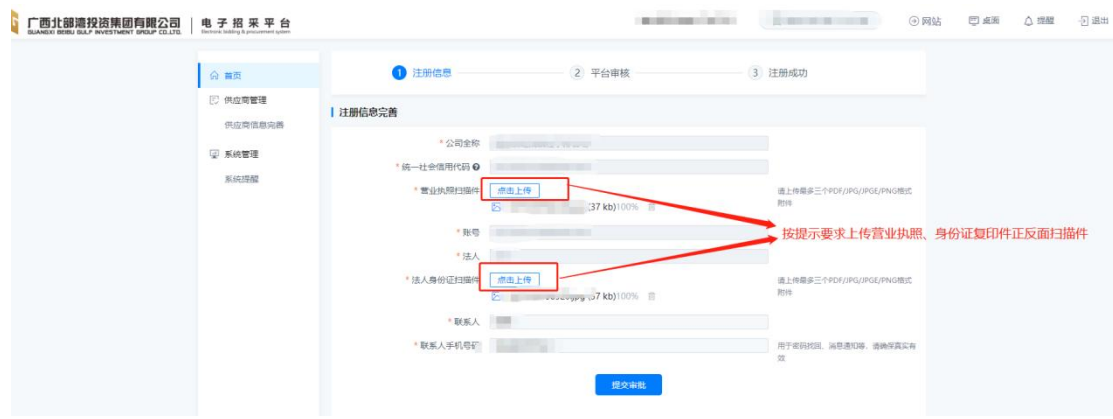 广西北部湾投资集团有限公司
GUANGXI BEIBU GULF INVESTMENT GROUP CO.,LTD.
电子招采平台
Electronic bidding & procurement system
网站
桌面
提醒
退出
首页
供应商管理
供应商信息完善
系统管理
系统提醒
1 注册信息
2 平台审核
3 注册成功
注册信息完善
* 公司全称
* 统一社会信用代码
* 营业执照扫描件 点击上传
请上传最多三个PDF/JPG/JPGE/PNG格式
附件
(37 kb)100%
* 账号
按提示要求上传营业执照、身份证复印件正反面扫描件
* 法人
* 法人身份证扫描件 点击上传
请上传最多三个PDF/JPG/JPGE/PNG格式
附件
kb)100%
* 联系人
* 联系人手机号码
用于密码找回、消息通知等，请确保真实有
效
提交审批